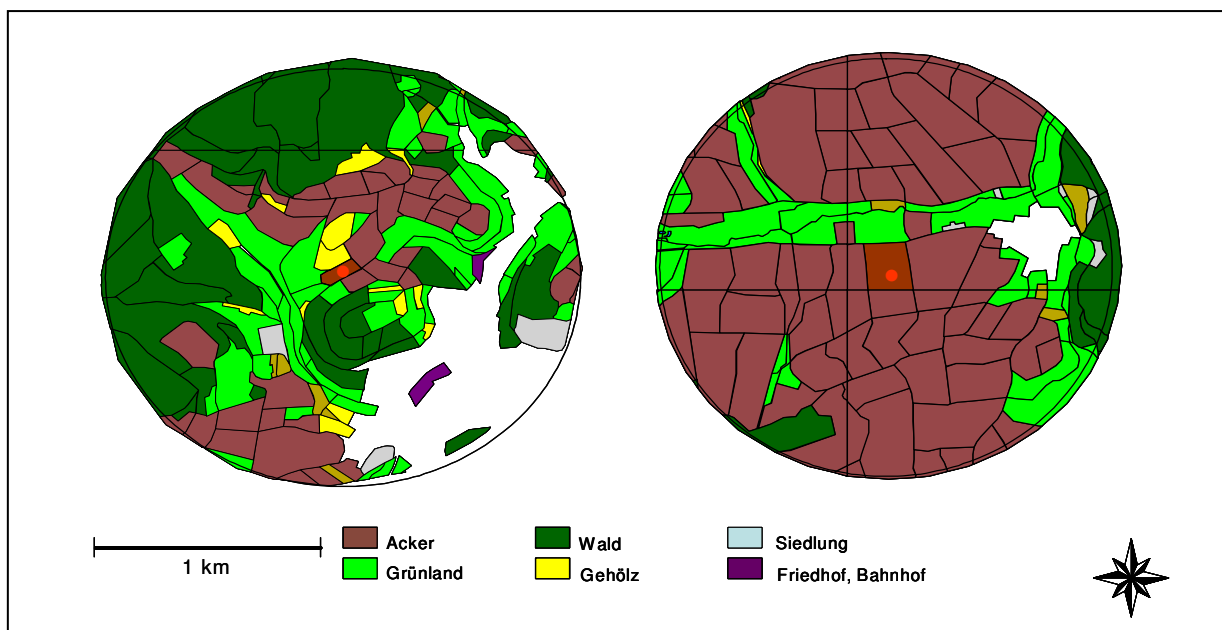 1 km
Acker
Grünland
Wald
Gehölz
Siedlung
Friedhof, Bahnhof